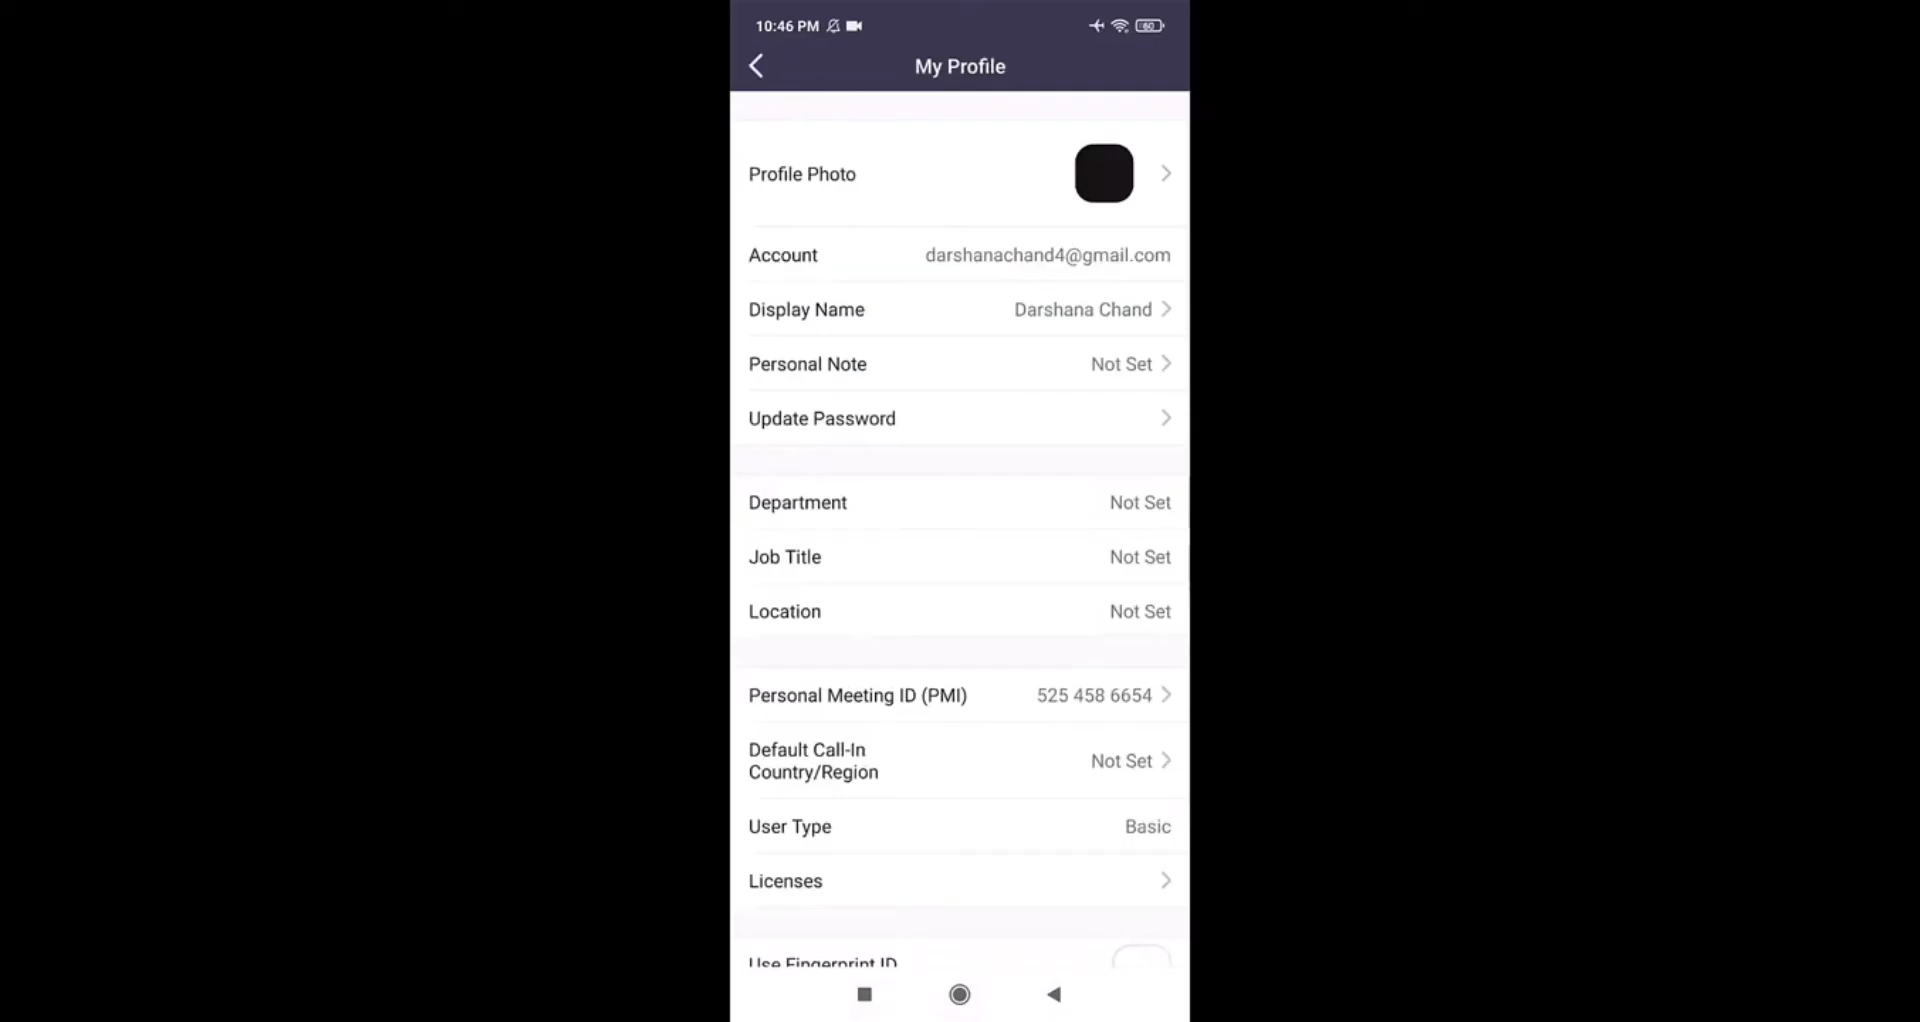 10:46 PM
60
My Profile
Profile Photo
Account darshanachand4@gmail.com
Display Name Darshana Chand
Personal Note Not Set
Update Password
Department Not Set
Job Title Not Set
Location Not Set
Personal Meeting ID (PMI) 525 458 6654
Default Call-In
Country/Region Not Set
User Type Basic
Licenses
Use Fingerprint ID